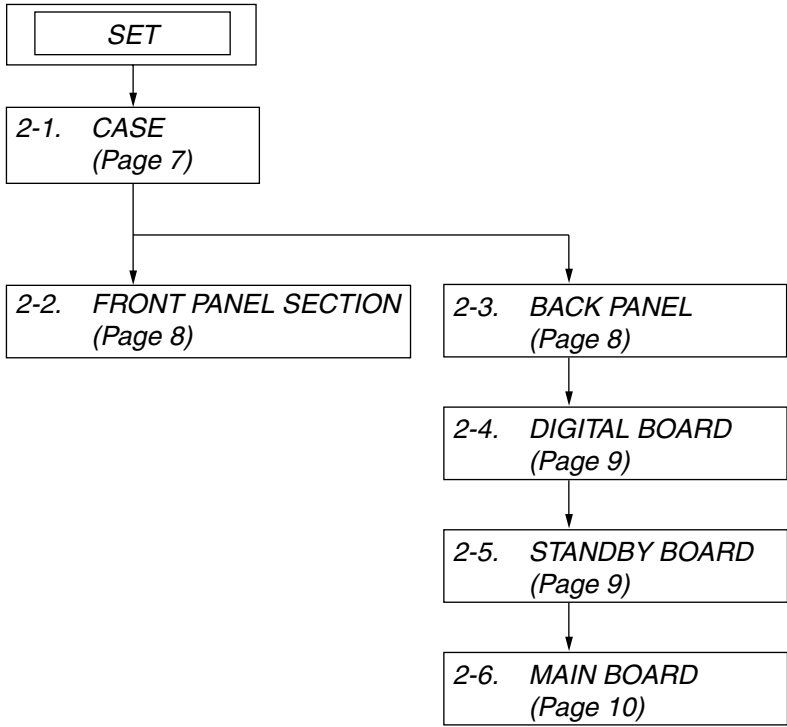 SET
2-1. CASE
(Page 7)
2-2. FRONT PANEL SECTION
(Page 8)
2-3. BACK PANEL
(Page 8)
2-4. DIGITAL BOARD
(Page 9)
2-5. STANDBY BOARD
(Page 9)
2-6. MAIN BOARD
(Page 10)